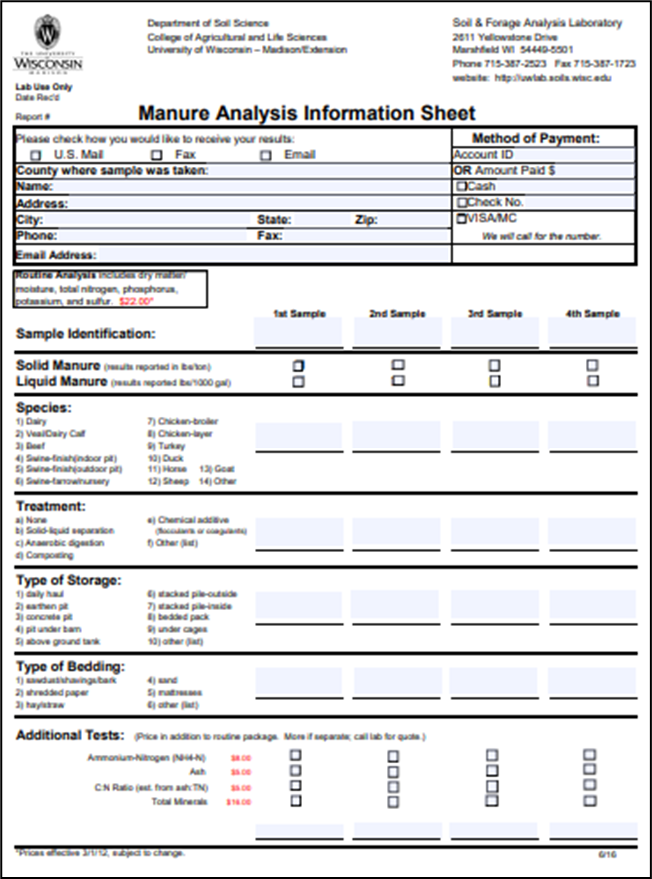 THE UNIVERSITY
WISCONSIN
MADISON
Department of Soil Science
College of Agricultural and Life Sciences
University of Wisconsin – Madison/Extension
Soil & Forage Analysis Laboratory
2611 Yellowstone Drive
Marshfield WI 54449-5501
Phone 715-387-2523 Fax 715-387-1723
website: http://uwlab.soils.wisc.edu
Lab Use Only
Date Rec'd
Report #
Manure Analysis Information Sheet
Please check how you would like to receive your results:
U.S. Mail Fax Email
County where sample was taken:
Name:
Address:
City: State: Zip:
Phone: Fax:
Email Address:
Method of Payment:
Account ID
OR Amount Paid $
Cash
Check No.
VISA/MC
We will call for the number.
Routine Analysis includes dry matter/
moisture, total nitrogen, phosphorus,
potassium, and sulfur. $22.00*
1st Sample 2nd Sample 3rd Sample 4th Sample
Sample Identification:
Solid Manure (results reported in lbs/ton)
Liquid Manure (results reported lbs/1000 gal)
Species:
1) Dairy 7) Chicken-broiler
2) Veal/Dairy Calf 8) Chicken-layer
3) Beef 9) Turkey
4) Swine-finish(indoor pit) 10) Duck
5) Swine-finish(outdoor pit) 11) Horse 13) Goat
6) Swine-farrow/nursery 12) Sheep 14) Other
Treatment:
a) None e) Chemical additive
b) Solid-liquid separation (flocculants or coagulents)
c) Anaerobic digestion f) Other (list)
d) Composting
Type of Storage:
1) daily haul 6) stacked pile-outside
2) earthen pit 7) stacked pile-inside
3) concrete pit 8) bedded pack
4) pit under barn 9) under cages
5) above ground tank 10) other (list)
Type of Bedding:
1) sawdust/shavings/bark 4) sand
2) shredded paper 5) mattresses
3) hay/straw 6) other (list)
Additional Tests: (Price in addition to routine package. More if separate; call lab for quote.)
Ammonium-Nitrogen (NH4-N) $8.00
Ash $5.00
C:N Ratio (est. from ash:TN) $5.00
Total Minerals $16.00
*Prices effective 3/1/12, subject to change.
6/16